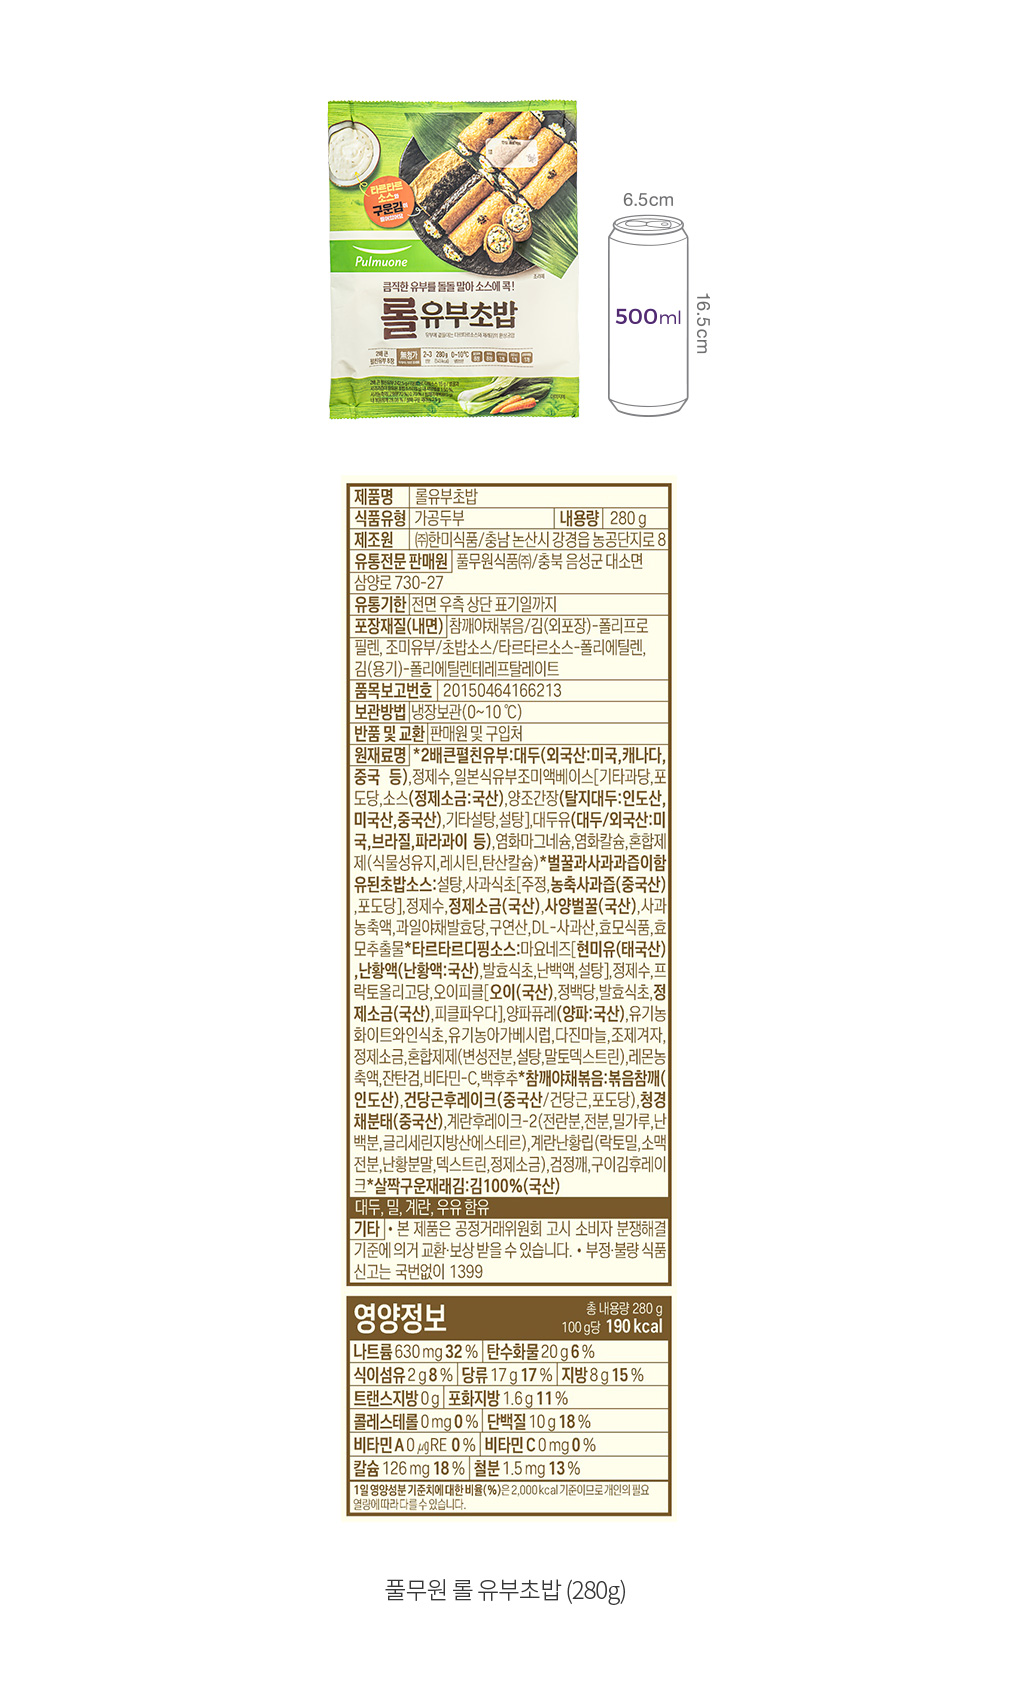 타르타르
소스와
구운김이
들어있어요
Pulmuone
조리예
큼직한 유부를 돌돌 말아 소스에 콕!
롤유부초밥
2배 큰
펼친유부 8장
無첨가
2-3 280g 0-10℃
6.5cm
500ml
16.5cm
제품명 롤유부초밥
식품유형 가공두부 내용량 280 g
제조원 ㈜한미식품/충남 논산시 강경읍 농공단지로 8
유통전문 판매원 풀무원식품㈜/충북 음성군 대소면
삼양로 730-27
유통기한 전면 우측 상단 표기일까지
포장재질(내면) 참깨야채볶음/김(외포장)-폴리프로
필렌, 조미유부/초밥소스/타르타르소스-폴리에틸렌,
김(용기)-폴리에틸렌테레프탈레이트
품목보고번호 20150464166213
보관방법 냉장보관(0~10 ℃)
반품 및 교환 판매원 및 구입처
원재료명 *2배큰펼친유부:대두(외국산:미국,캐나다,
중국 등),정제수,일본식유부조미액베이스[기타과당,포
도당,소스(정제소금:국산),양조간장(탈지대두:인도산,
미국산,중국산),기타설탕,설탕],대두유(대두/외국산:미
국,브라질,파라과이 등),염화마그네슘,염화칼슘,혼합제
제(식물성유지,레시틴,탄산칼슘)*벌꿀과사과과즙이함
유된초밥소스:설탕,사과식초[주정,농축사과즙(중국산)
,포도당],정제수,정제소금(국산),사양벌꿀(국산),사과
농축액,과일야채발효당,구연산,DL-사과산,효모식품,효
모추출물*타르타르디핑소스:마요네즈[현미유(태국산)
,난황액(난황액:국산),발효식초,난백액,설탕],정제수,프
락토올리고당,오이피클[오이(국산),정백당,발효식초,정
제소금(국산),피클파우다],양파퓨레(양파:국산),유기농
화이트와인식초,유기농아가베시럽,다진마늘,조제겨자,
정제소금,혼합제제(변성전분,설탕,말토덱스트린),레몬농
축액,잔탄검,비타민-C,백후추*참깨야채볶음:볶음참깨(
인도산),건당근후레이크(중국산/건당근,포도당),청경
채분태(중국산),계란후레이크-2(전란분,전분,밀가루,난
백분,글리세린지방산에스테르),계란난황립(락토밀,소맥
전분,난황분말,덱스트린,정제소금),검정깨,구이김후레이
크*살짝구운재래김:김100%(국산)
대두, 밀, 계란, 우유 함유
기타 • 본 제품은 공정거래위원회 고시 소비자 분쟁해결
기준에 의거 교환·보상 받을 수 있습니다. • 부정·불량 식품
신고는 국번없이 1399
영양정보 총 내용량 280 g
100 g당 190 kcal
나트륨 630 mg 32 % 탄수화물 20 g 6 %
식이섬유 2 g 8 % 당류 17 g 17 % 지방 8 g 15 %
트랜스지방 0 g 포화지방 1.6 g 11 %
콜레스테롤 0 mg 0 % 단백질 10 g 18 %
비타민 A 0 ㎍RE 0 % 비타민 C 0 mg 0 %
칼슘 126 mg 18 % 철분 1.5 mg 13 %
1일 영양성분 기준치에 대한 비율(%)은 2,000 kcal 기준이므로 개인의 필요
열량에 따라 다를 수 있습니다.
풀무원 롤 유부초밥 (280g)